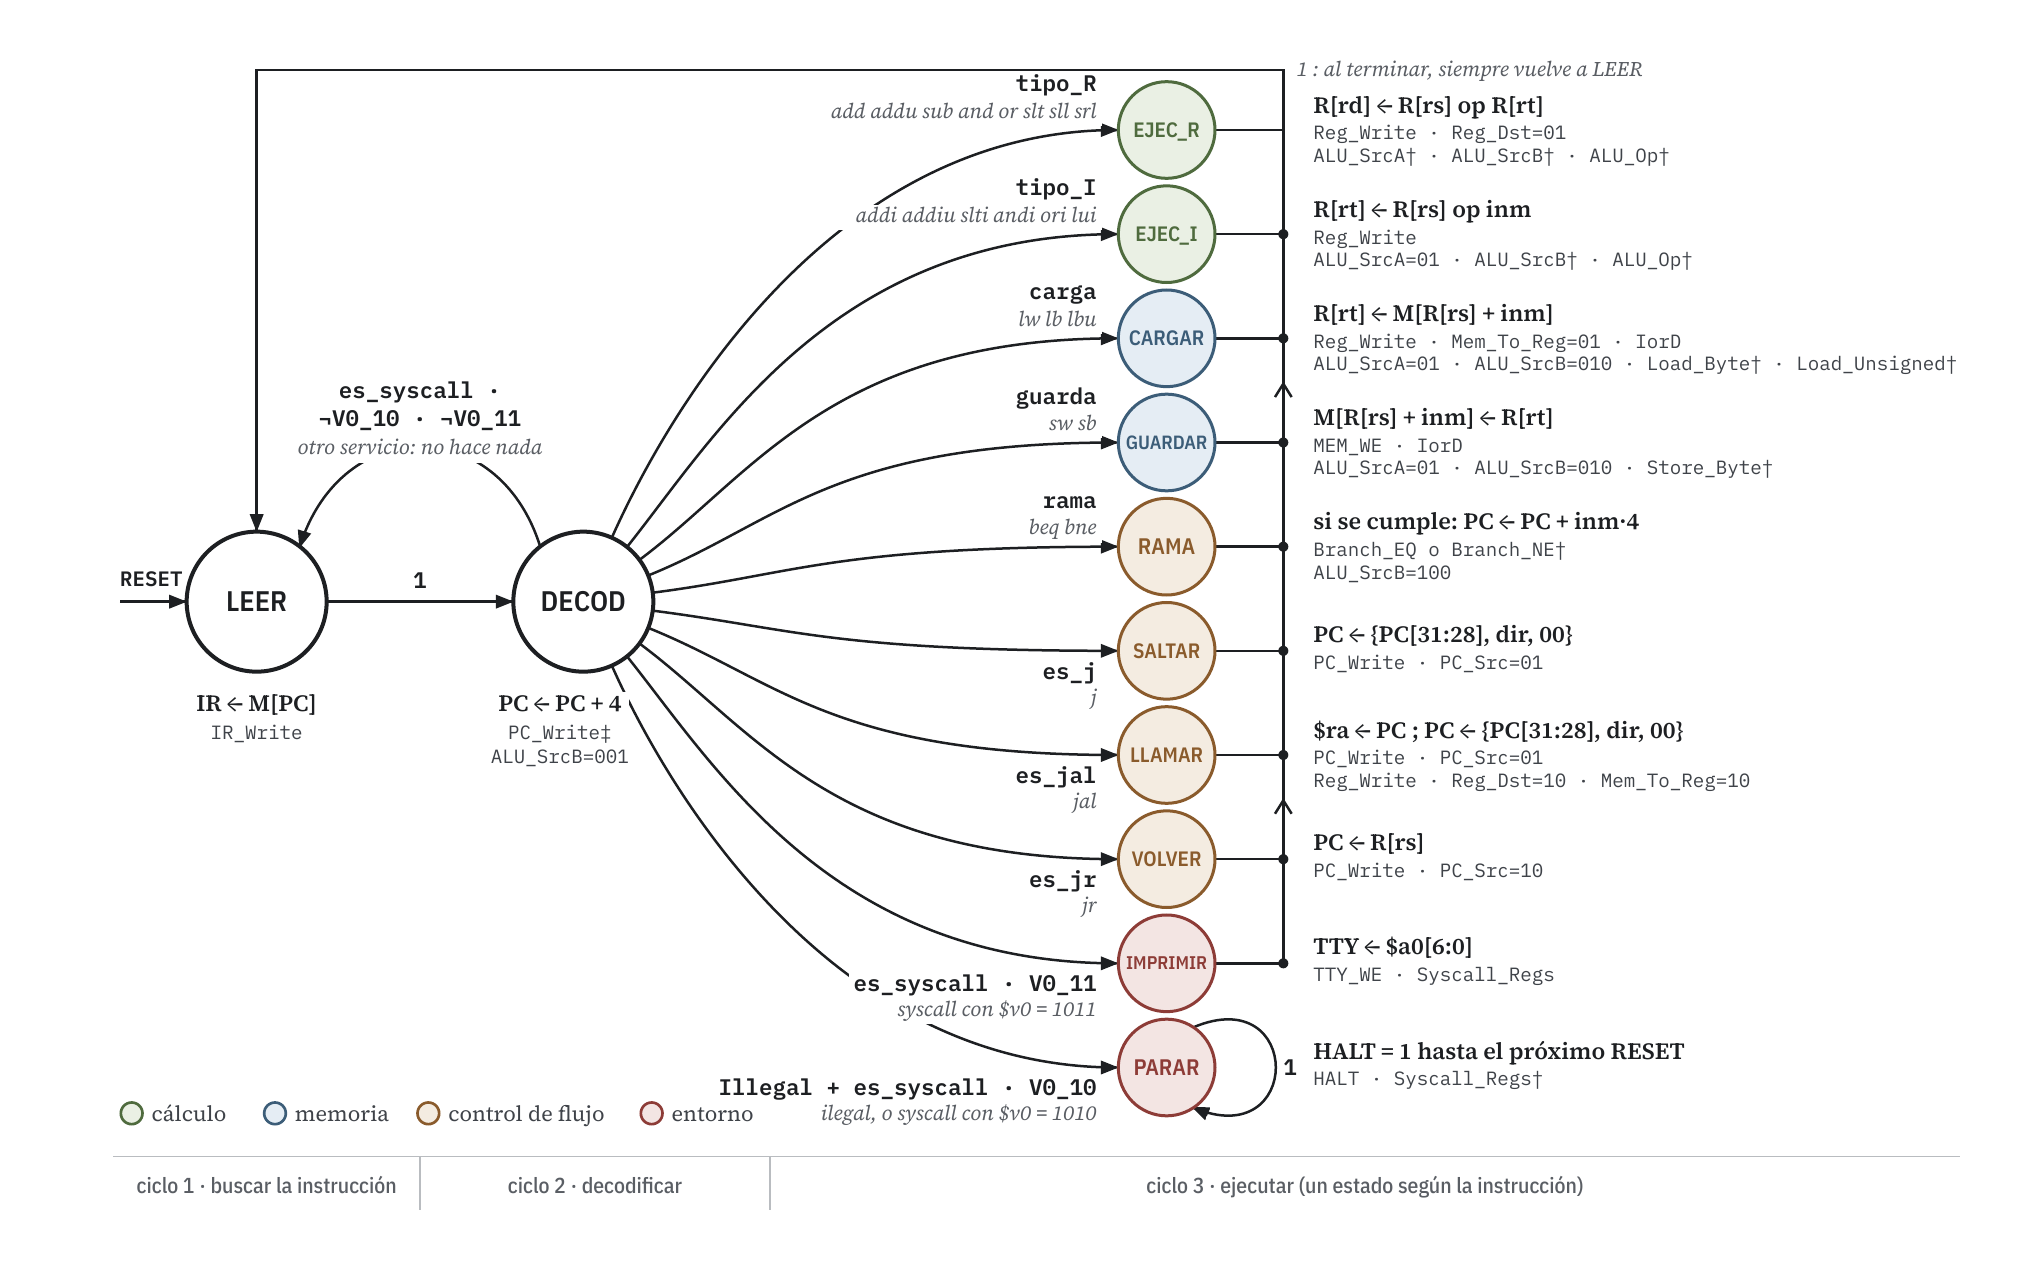 1 : al terminar, siempre vuelve a LEER
tipo_R
add addu sub and or slt sll srl
EJEC_R
R[rd] ← R[rs] op R[rt]
Reg_Write · Reg_Dst=01
ALU_SrcA† · ALU_SrcB† · ALU_Op†
tipo_I
addi addiu slti andi ori lui
EJEC_I
R[rt] ← R[rs] op inm
Reg_Write
ALU_SrcA=01 · ALU_SrcB† · ALU_Op†
carga
lw lb lbu
CARGAR
R[rt] ← M[R[rs] + inm]
Reg_Write · Mem_To_Reg=01 · IorD
ALU_SrcA=01 · ALU_SrcB=010 · Load_Byte† · Load_Unsigned†
es_syscall ·
¬V0_10 · ¬V0_11
otro servicio: no hace nada
guarda
sw sb
GUARDAR
M[R[rs] + inm] ← R[rt]
MEM_WE · IorD
ALU_SrcA=01 · ALU_SrcB=010 · Store_Byte†
rama
beq bne
RAMA
si se cumple: PC ← PC + inm·4
Branch_EQ o Branch_NE†
ALU_SrcB=100
RESET
LEER
1
DECOD
IR ← M[PC]
IR_Write
PC ← PC + 4
PC_Write‡
ALU_SrcB=001
SALTAR
es_j
j
PC ← {PC[31:28], dir, 00}
PC_Write · PC_Src=01
LLAMAR
es_jal
jal
$ra ← PC ; PC ← {PC[31:28], dir, 00}
PC_Write · PC_Src=01
Reg_Write · Reg_Dst=10 · Mem_To_Reg=10
VOLVER
es_jr
jr
PC ← R[rs]
PC_Write · PC_Src=10
IMPRIMIR
es_syscall · V0_11
syscall con $v0 = 1011
TTY ← $a0[6:0]
TTY_WE · Syscall_Regs
PARAR
1
Illegal + es_syscall · V0_10
ilegal, o syscall con $v0 = 1010
HALT = 1 hasta el próximo RESET
HALT · Syscall_Regs†
cálculo
memoria
control de flujo
entorno
ciclo 1 · buscar la instrucción
ciclo 2 · decodificar
ciclo 3 · ejecutar (un estado según la instrucción)